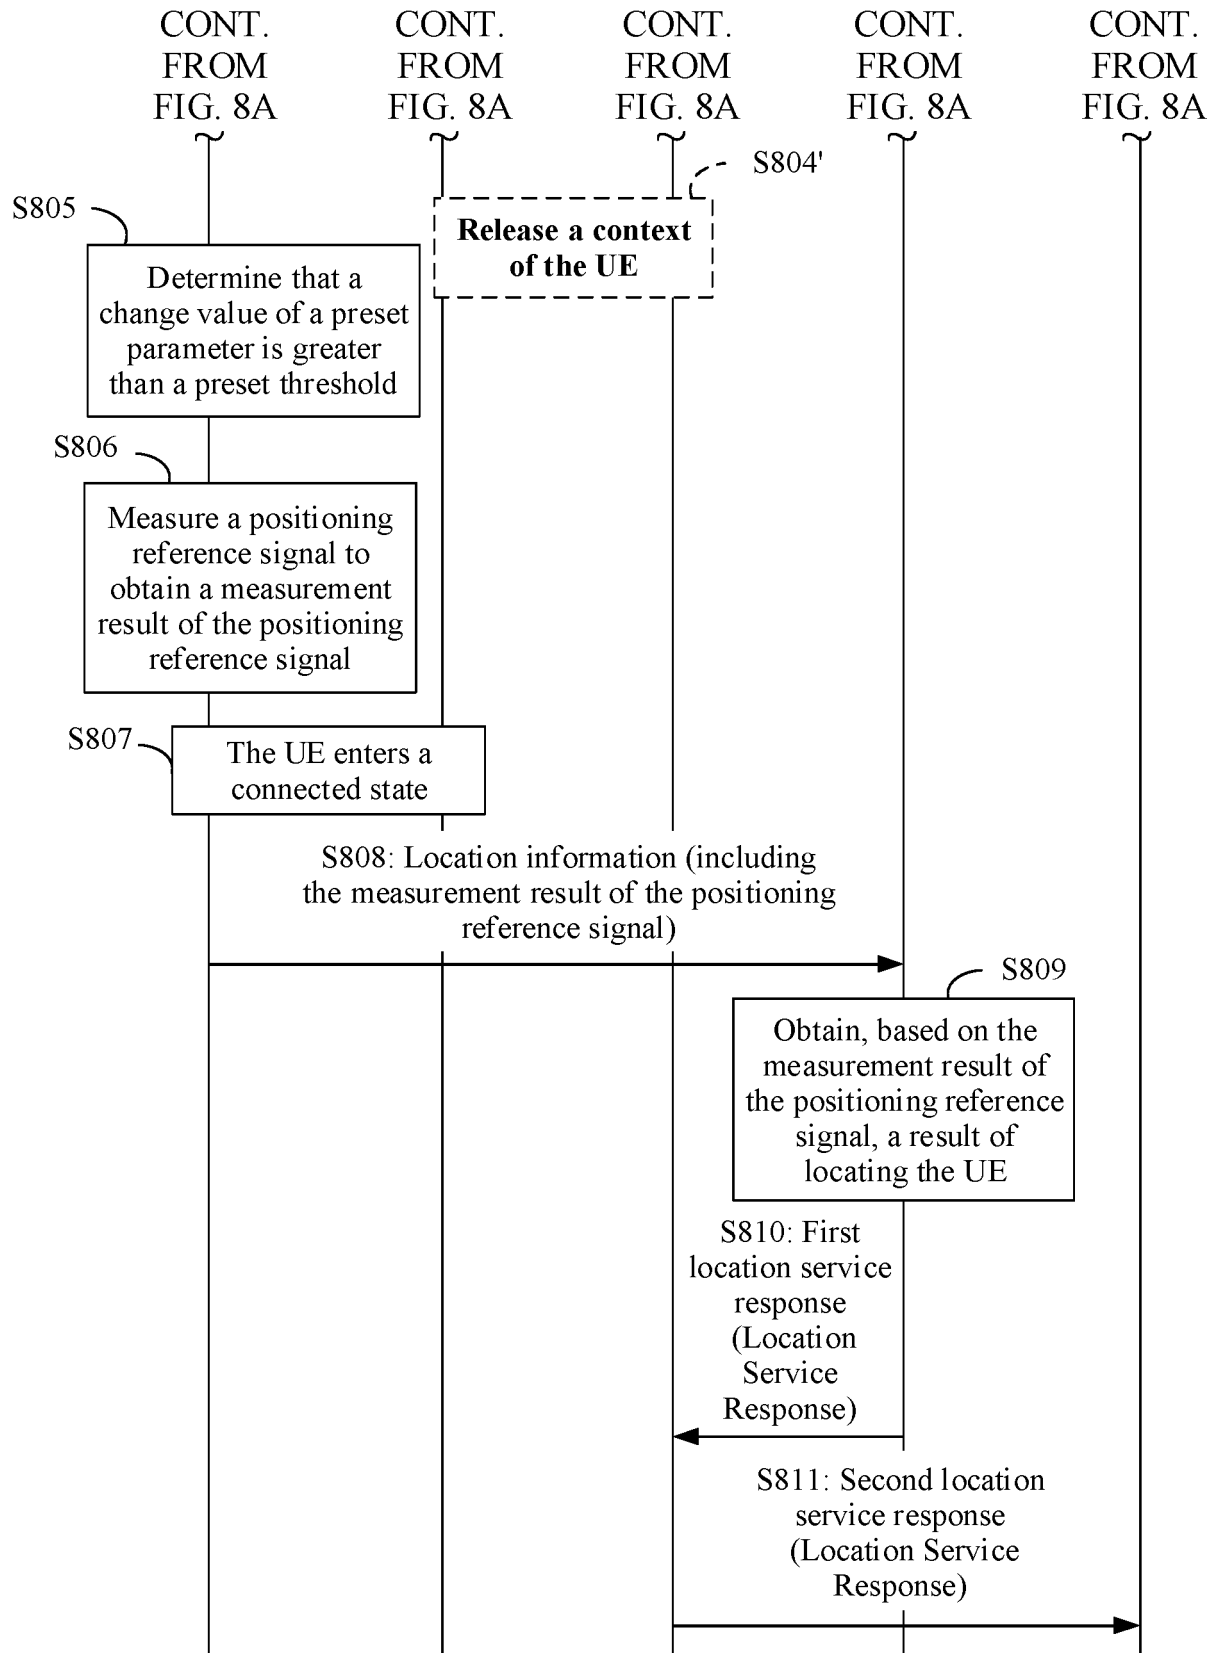 CONT.
FROM
FIG. 8A
CONT.
FROM
FIG. 8A
CONT.
FROM
FIG. 8A
CONT.
FROM
FIG. 8A
CONT.
FROM
FIG. 8A
S804'
Release a context
of the UE
S805
Determine that a
change value of a preset
parameter is greater
than a preset threshold
S806
Measure a positioning
reference signal to
obtain a measurement
result of the positioning
reference signal
S807
The UE enters a
connected state
S808: Location information (including
the measurement result of the positioning
reference signal)
S809
Obtain, based on the
measurement result of
the positioning reference
signal, a result of
locating the UE
S810: First
location service
response
(Location
Service
Response)
S811: Second location
service response
(Location Service
Response)